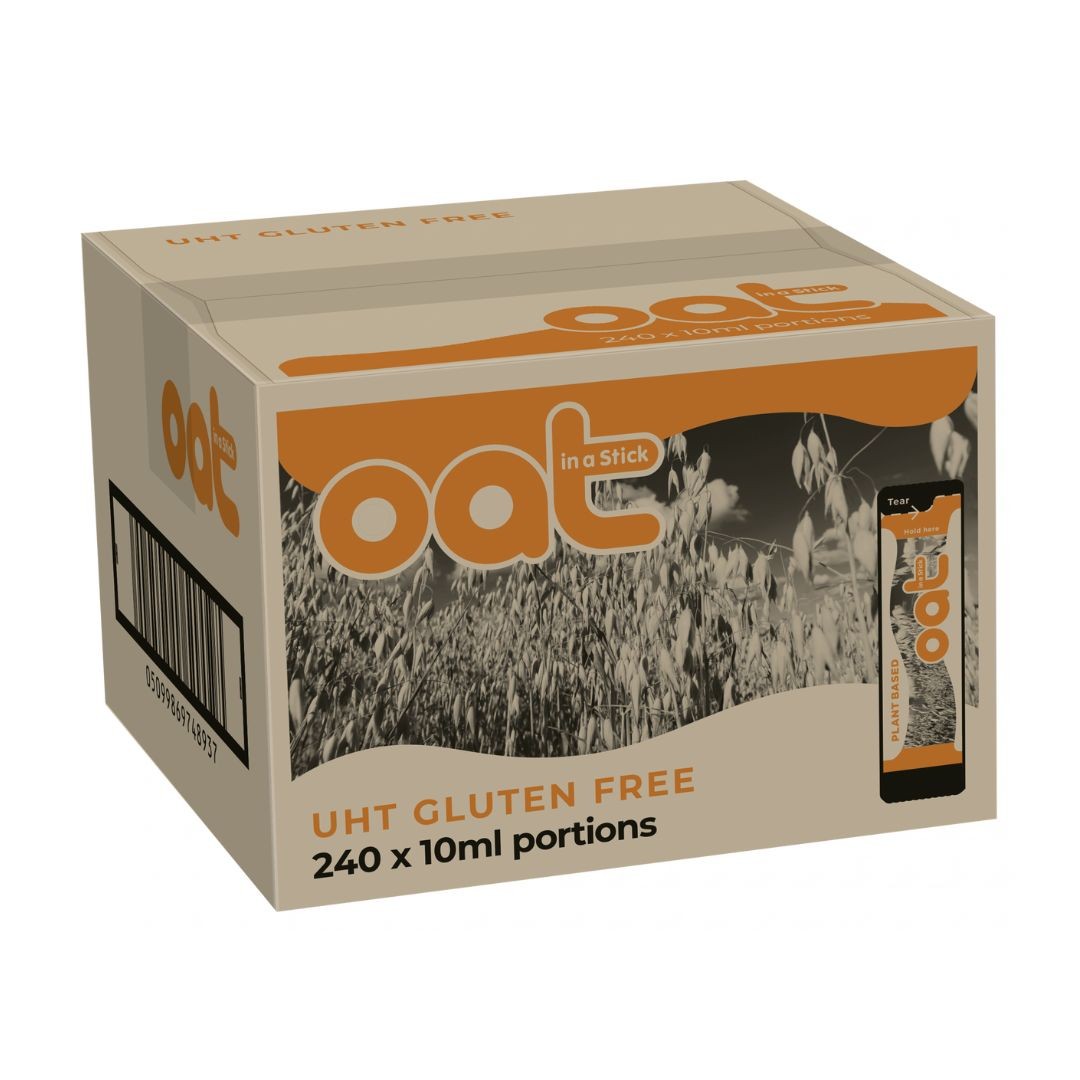 UHT GLUTEN FREE
oat
in a Stick
240 x 10ml portions
oat
in a Stick
05099869748937
oat
in a Stick
Tear
Hold here
oat
in a Stick
PLANT BASED
UHT GLUTEN FREE
240 x 10ml portions